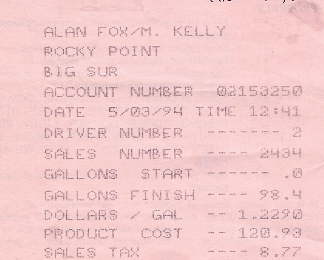 ALAN FOX/M. KELLY
ROCKY POINT
BIG SUR
ACCOUNT NUMBER 02153250
DATE 5/03/94 TIME 12:41
DRIVER NUMBER ------- 2
SALES NUMBER ---- 2434
GALLONS START ------ .0
GALLONS FINISH ---- 98.4
DOLLARS / GAL -- 1.2290
PRODUCT COST -- 120.93
SALES TAX ---- 8.77